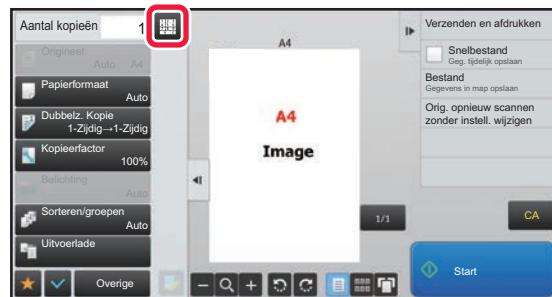 Aantal kopieën 1
Origineel
Auto A4
Papierformaat
Auto
Dubbelz. Kopie
1-Zijdig→1-Zijdig
Kopieerfactor
100%
Belichting
Auto
Sorteren/groepen
Auto
Uitvoerlade
Overige
A4
A4
Image
1/1
Verzenden en afdrukken
Snelbestand
Geg. tijdelijk opslaan
Bestand
Gegevens in map opslaan
Orig. opnieuw scannen
zonder instell. wijzigen
CA
Start